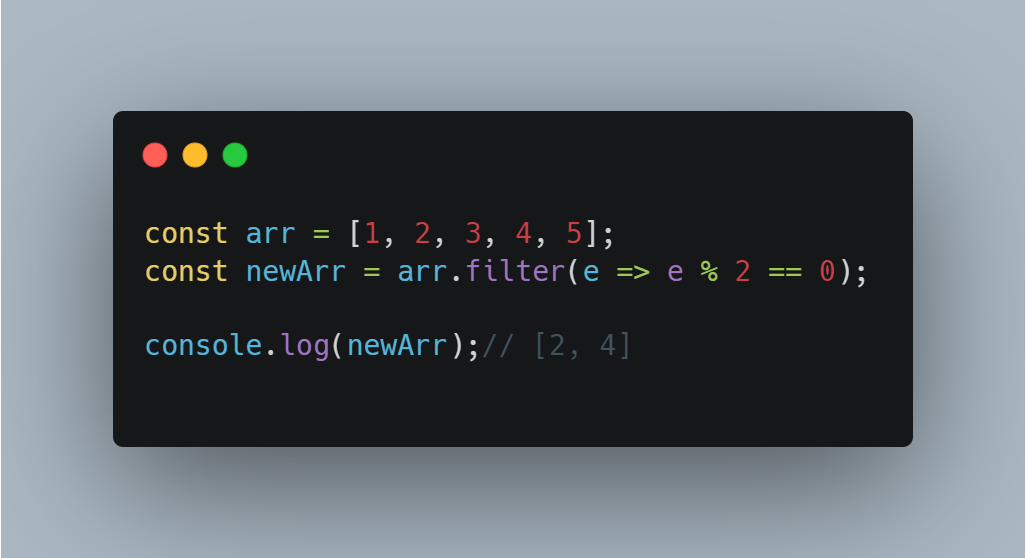 const arr = [1, 2, 3, 4, 5];
const newArr = arr.filter(e => e % 2 == 0);
console.log(newArr);// [2, 4]